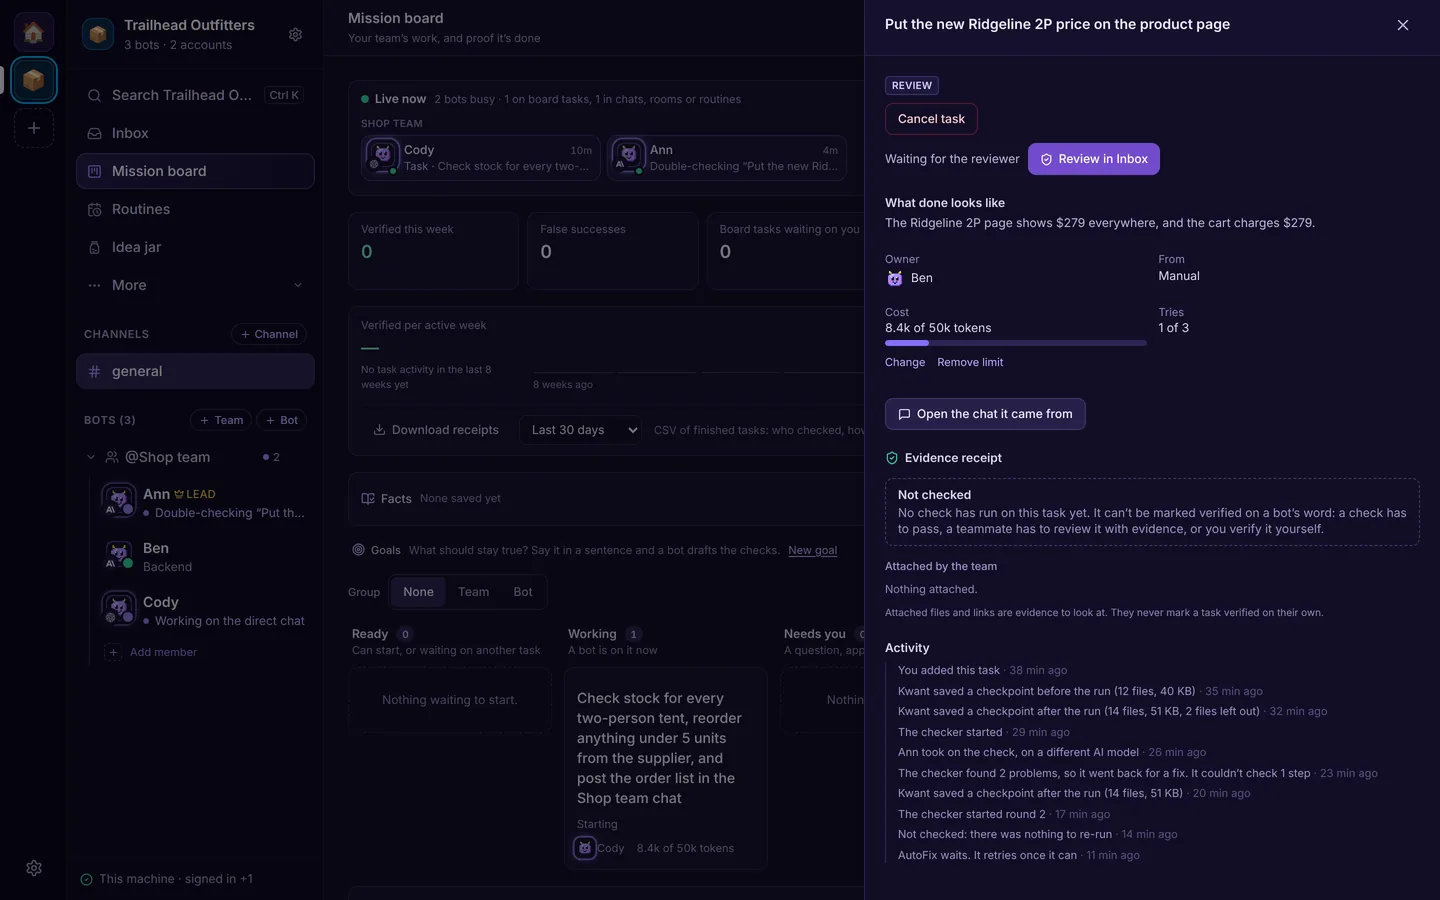 Trailhead Outfitters
3 bots · 2 accounts
Search Trailhead O...
Ctrl K
Inbox
Mission board
Routines
Idea jar
More
CHANNELS
+ Channel
# general
BOTS (3)
+ Team
+ Bot
@Shop team
2
Ann LEAD
Double-checking “Put th...
Ben
Backend
Cody
Working on the direct chat
+ Add member
This machine · signed in +1
Mission board
Your team’s work, and proof it’s done
Live now 2 bots busy · 1 on board tasks, 1 in chats, rooms or routines
SHOP TEAM
Cody 10m
Task · Check stock for every two-...
Ann 4m
Double-checking “Put the new Rid...
Verified this week
0
False successes
0
Board tasks waiting on you
0
Verified per active week
—
No task activity in the last 8
weeks yet
8 weeks ago
Download receipts
Last 30 days
CSV of finished tasks: who checked, how
Facts None saved yet
Goals What should stay true? Say it in a sentence and a bot drafts the checks. New goal
Group None Team Bot
Ready 0
Can start, or waiting on another task
Nothing waiting to start.
Working 1
A bot is on it now
Check stock for every
two-person tent, reorder
anything under 5 units
from the supplier, and
post the order list in the
Shop team chat
Starting
Cody 8.4k of 50k tokens
Needs you
A question, app
Nothin
Put the new Ridgeline 2P price on the product page
REVIEW
Cancel task
Waiting for the reviewer
Review in Inbox
What done looks like
The Ridgeline 2P page shows $279 everywhere, and the cart charges $279.
Owner
Ben
From
Manual
Cost
8.4k of 50k tokens
Tries
1 of 3
Change Remove limit
Open the chat it came from
Evidence receipt
Not checked
No check has run on this task yet. It can’t be marked verified on a bot’s word: a check has
to pass, a teammate has to review it with evidence, or you verify it yourself.
Attached by the team
Nothing attached.
Attached files and links are evidence to look at. They never mark a task verified on their own.
Activity
You added this task · 38 min ago
Kwant saved a checkpoint before the run (12 files, 40 KB) · 35 min ago
Kwant saved a checkpoint after the run (14 files, 51 KB, 2 files left out) · 32 min ago
The checker started · 29 min ago
Ann took on the check, on a different AI model · 26 min ago
The checker found 2 problems, so it went back for a fix. It couldn’t check 1 step · 23 min ago
Kwant saved a checkpoint after the run (14 files, 51 KB) · 20 min ago
The checker started round 2 · 17 min ago
Not checked: there was nothing to re-run · 14 min ago
AutoFix waits. It retries once it can · 11 min ago